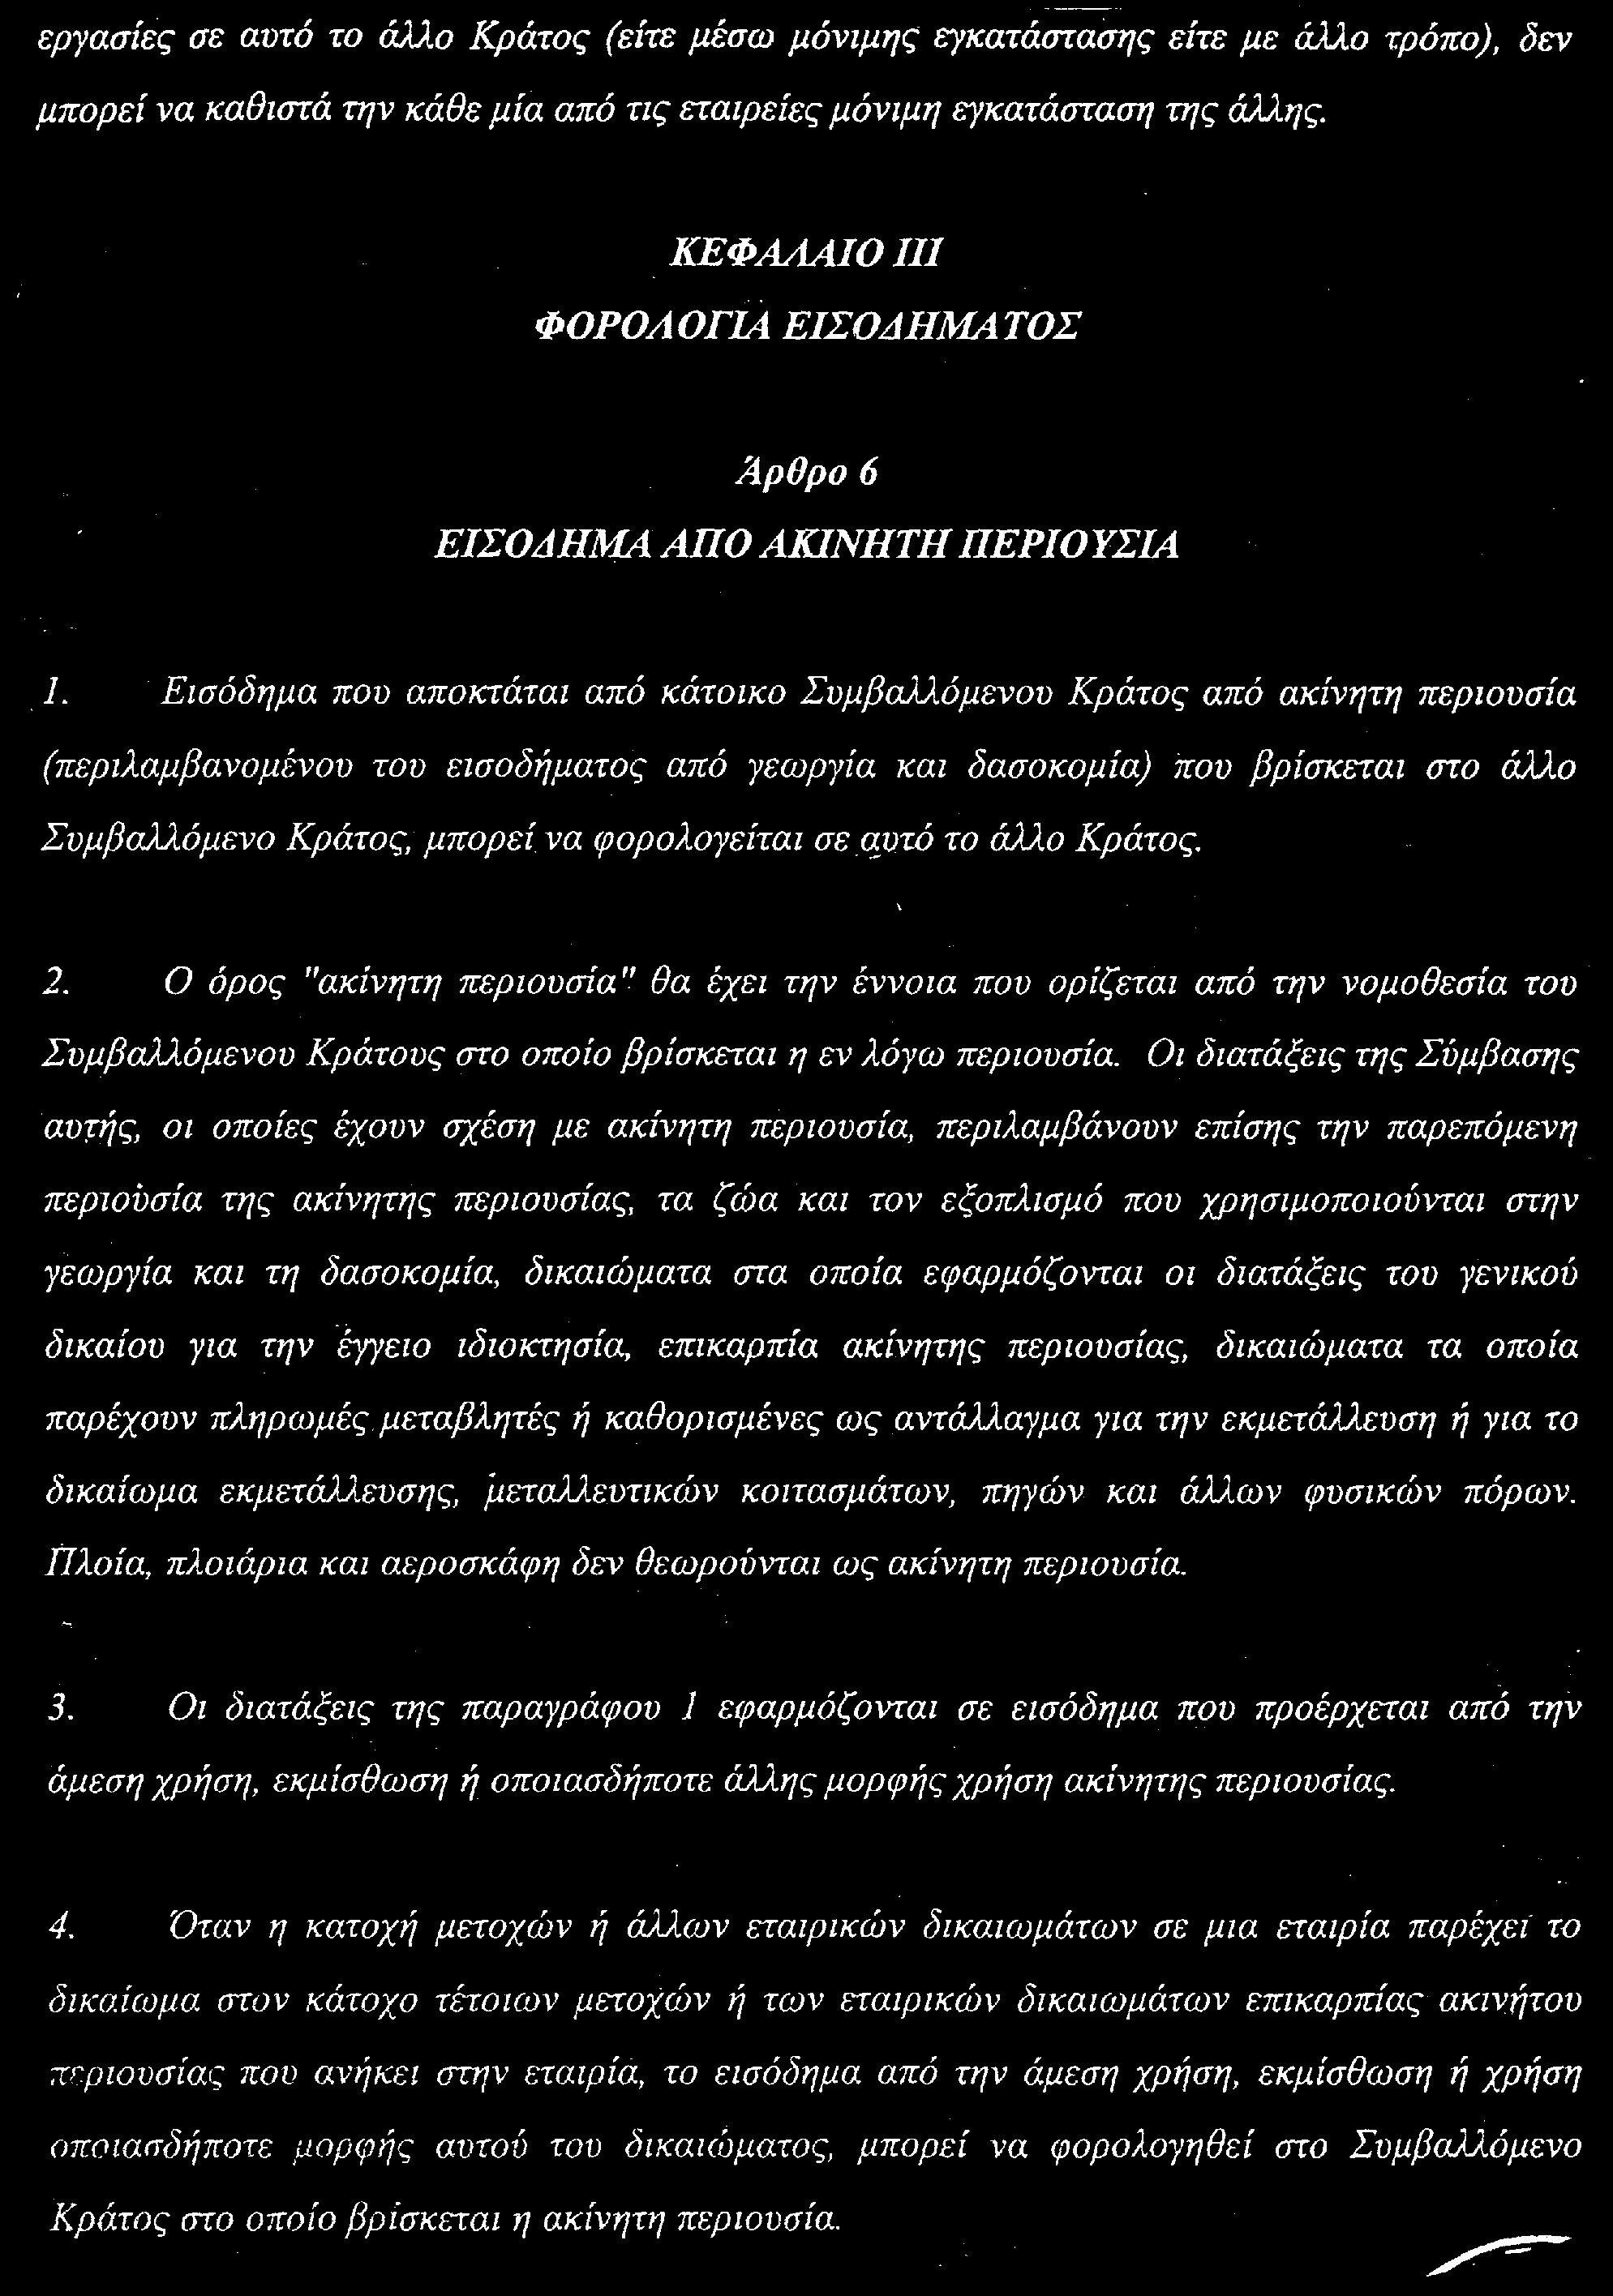 εργασίες σε αυτό το άλλο Κράτος (είτε μέσω μόνιμης εγκατάστασης είτε με άλλο τρόπο), δεν
μπορεί να καθιστά την κάθε μία από τις εταιρείες μόνιμη εγκατάσταση της άλλης.
ΚΕΦΑΛΑΙΟ ΙΙΙ
ΦΟΡΟΛΟΓΙΑ ΕΙΣΟΔΗΜΑΤΟΣ
Άρθρο 6
ΕΙΣΟΔΗΜΑ ΑΠΟ ΑΚΙΝΗΤΗ ΠΕΡΙΟΥΣΙΑ
1. Εισόδημα που αποκτάται από κάτοικο Συμβαλλόμενου Κράτος από ακίνητη περιουσία
(περιλαμβανομένου του εισοδήματος από γεωργία και δασοκομία) που βρίσκεται στο άλλο
Συμβαλλόμενο Κράτος, μπορεί να φορολογείται σε αυτό το άλλο Κράτος.
2. Ο όρος "ακίνητη περιουσία" θα έχει την έννοια που ορίζεται από την νομοθεσία του
Συμβαλλόμενου Κράτους στο οποίο βρίσκεται η εν λόγω περιουσία. Οι διατάξεις της Σύμβασης
αυτής, οι οποίες έχουν σχέση με ακίνητη περιουσία, περιλαμβάνουν επίσης την παρεπόμενη
περιουσία της ακίνητης περιουσίας, τα ζώα και τον εξοπλισμό που χρησιμοποιούνται στην
γεωργία και τη δασοκομία, δικαιώματα στα οποία εφαρμόζονται οι διατάξεις του γενικού
δικαίου για την έγγειο ιδιοκτησία, επικαρπία ακίνητης περιουσίας, δικαιώματα τα οποία
παρέχουν πληρωμές μεταβλητές ή καθορισμένες ως αντάλλαγμα για την εκμετάλλευση ή για το
δικαίωμα εκμετάλλευσης, μεταλλευτικών κοιτασμάτων, πηγών και άλλων φυσικών πόρων.
Πλοία, πλοιάρια και αεροσκάφη δεν θεωρούνται ως ακίνητη περιουσία.
3. Οι διατάξεις της παραγράφου 1 εφαρμόζονται σε εισόδημα που προέρχεται από την
άμεση χρήση, εκμίσθωση ή οποιασδήποτε άλλης μορφής χρήση ακίνητης περιουσίας.
4. Όταν η κατοχή μετοχών ή άλλων εταιρικών δικαιωμάτων σε μια εταιρία παρέχει το
δικαίωμα στον κάτοχο τέτοιων μετοχών ή των εταιρικών δικαιωμάτων επικαρπίας ακινήτου
περιουσίας που ανήκει στην εταιρία, το εισόδημα από την άμεση χρήση, εκμίσθωση ή χρήση
οποιασδήποτε μορφής αυτού του δικαιώματος, μπορεί να φορολογηθεί στο Συμβαλλόμενο
Κράτος στο οποίο βρίσκεται η ακίνητη περιουσία.